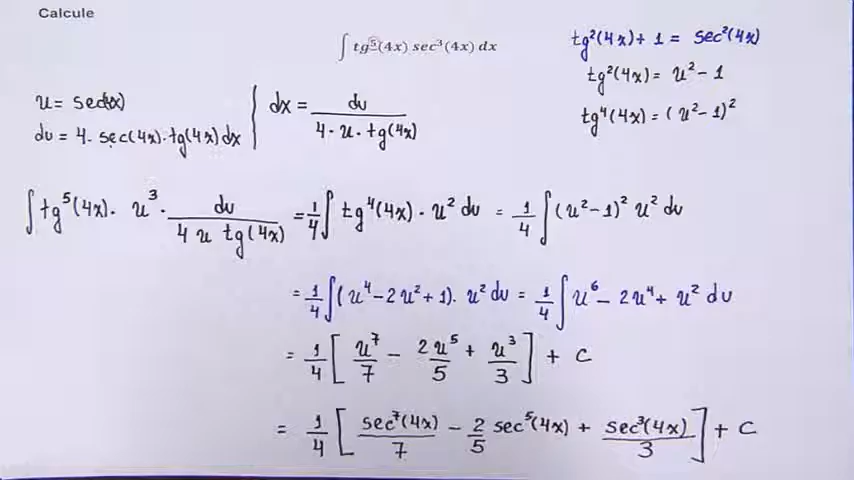 Calcule
∫ tg⁵(4x) sec³(4x) dx
tg²(4x) + 1 = sec²(4x)
tg²(4x) = u² - 1
tg⁴(4x) = (u² - 1)²
u = sec(4x)
du = 4 · sec(4x) · tg(4x) dx
dx = du / (4 · u · tg(4x))
∫ tg⁵(4x) · u³ · du / (4 u tg(4x)) = 1/4 ∫ tg⁴(4x) · u² du = 1/4 ∫ (u² - 1)² u² du
= 1/4 ∫ (u⁴ - 2u² + 1) · u² du = 1/4 ∫ u⁶ - 2u⁴ + u² du
= 1/4 [ u⁷/7 - 2u⁵/5 + u³/3 ] + C
= 1/4 [ sec⁷(4x)/7 - 2/5 sec⁵(4x) + sec³(4x)/3 ] + C